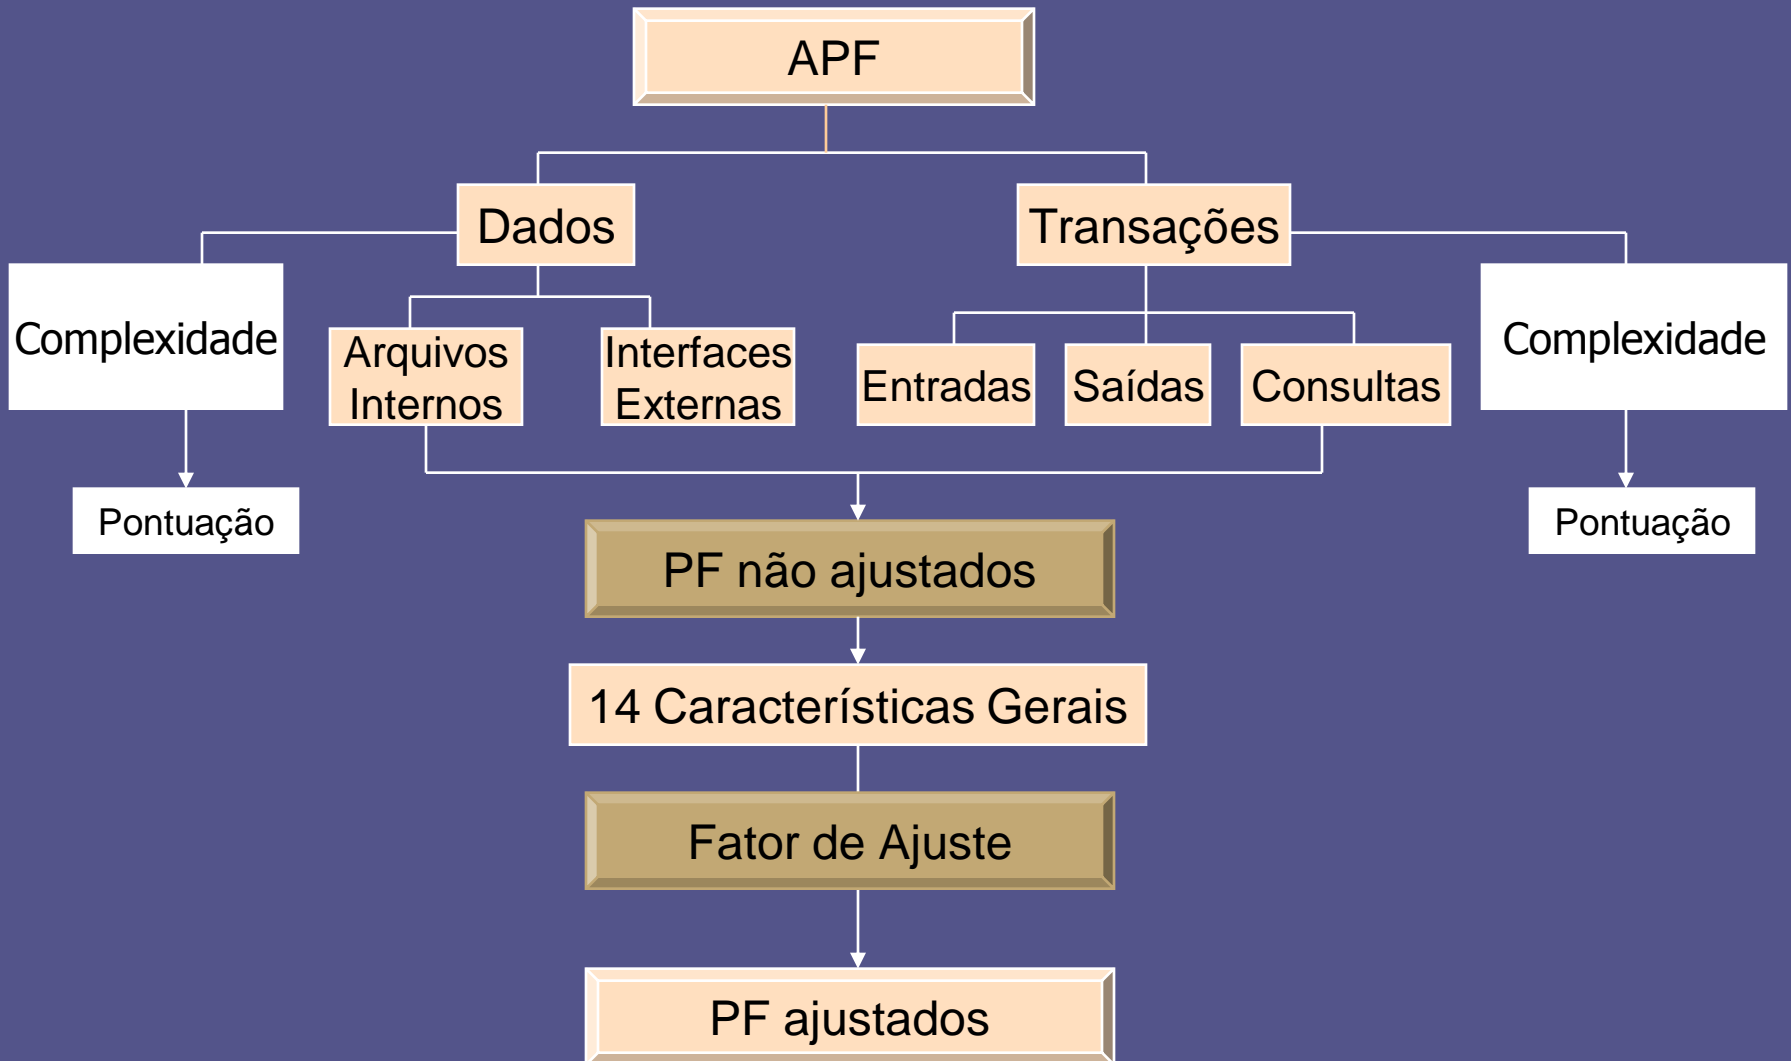 APF
Dados
Transações
Complexidade
Arquivos
Internos
Interfaces
Externas
Entradas
Saídas
Consultas
Complexidade
Pontuação
Pontuação
PF não ajustados
14 Características Gerais
Fator de Ajuste
PF ajustados